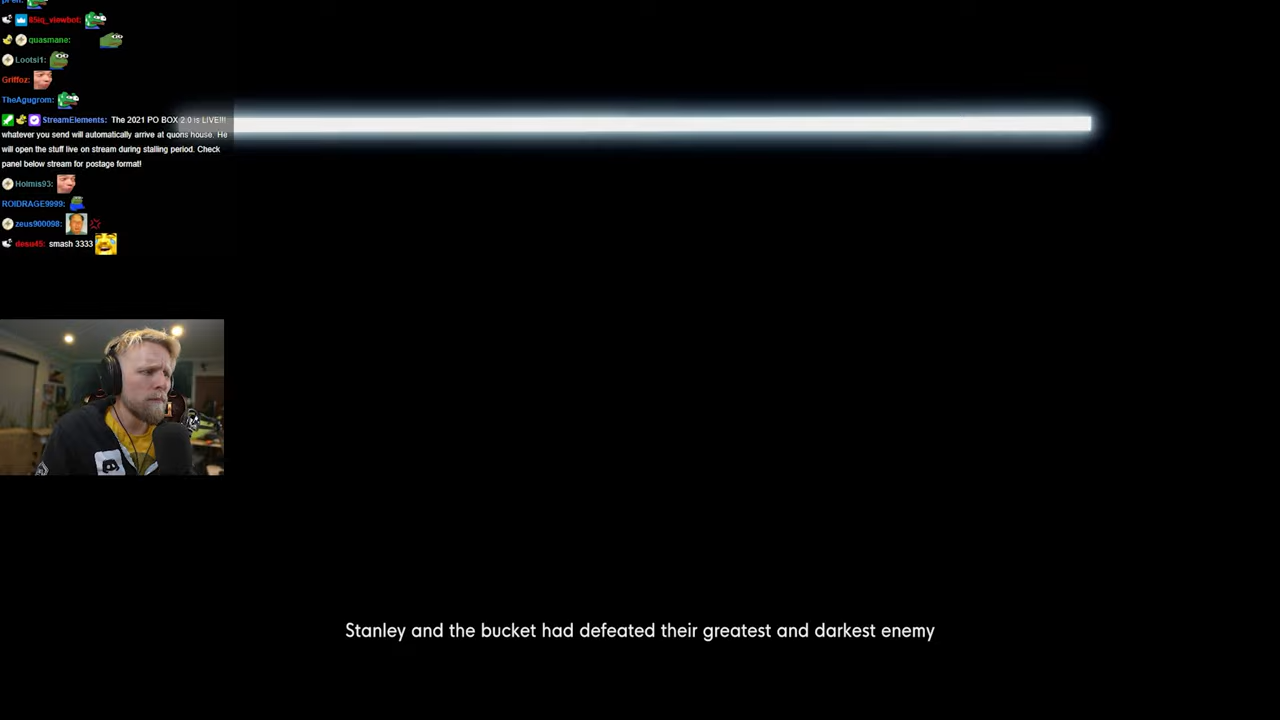 quasmane:
Lootsi1:
Griffoz:
TheAgugrom:
StreamElements: The 2021 PO BOX 2.0 is LIVE!!!
whatever you send will automatically arrive at quons house. He
will open the stuff live on stream during stalling period. Check
panel below stream for postage format!
Holmis93:
ROIDRAGE9999:
zeus900098:
desu45: smash 3333
Stanley and the bucket had defeated their greatest and darkest enemy